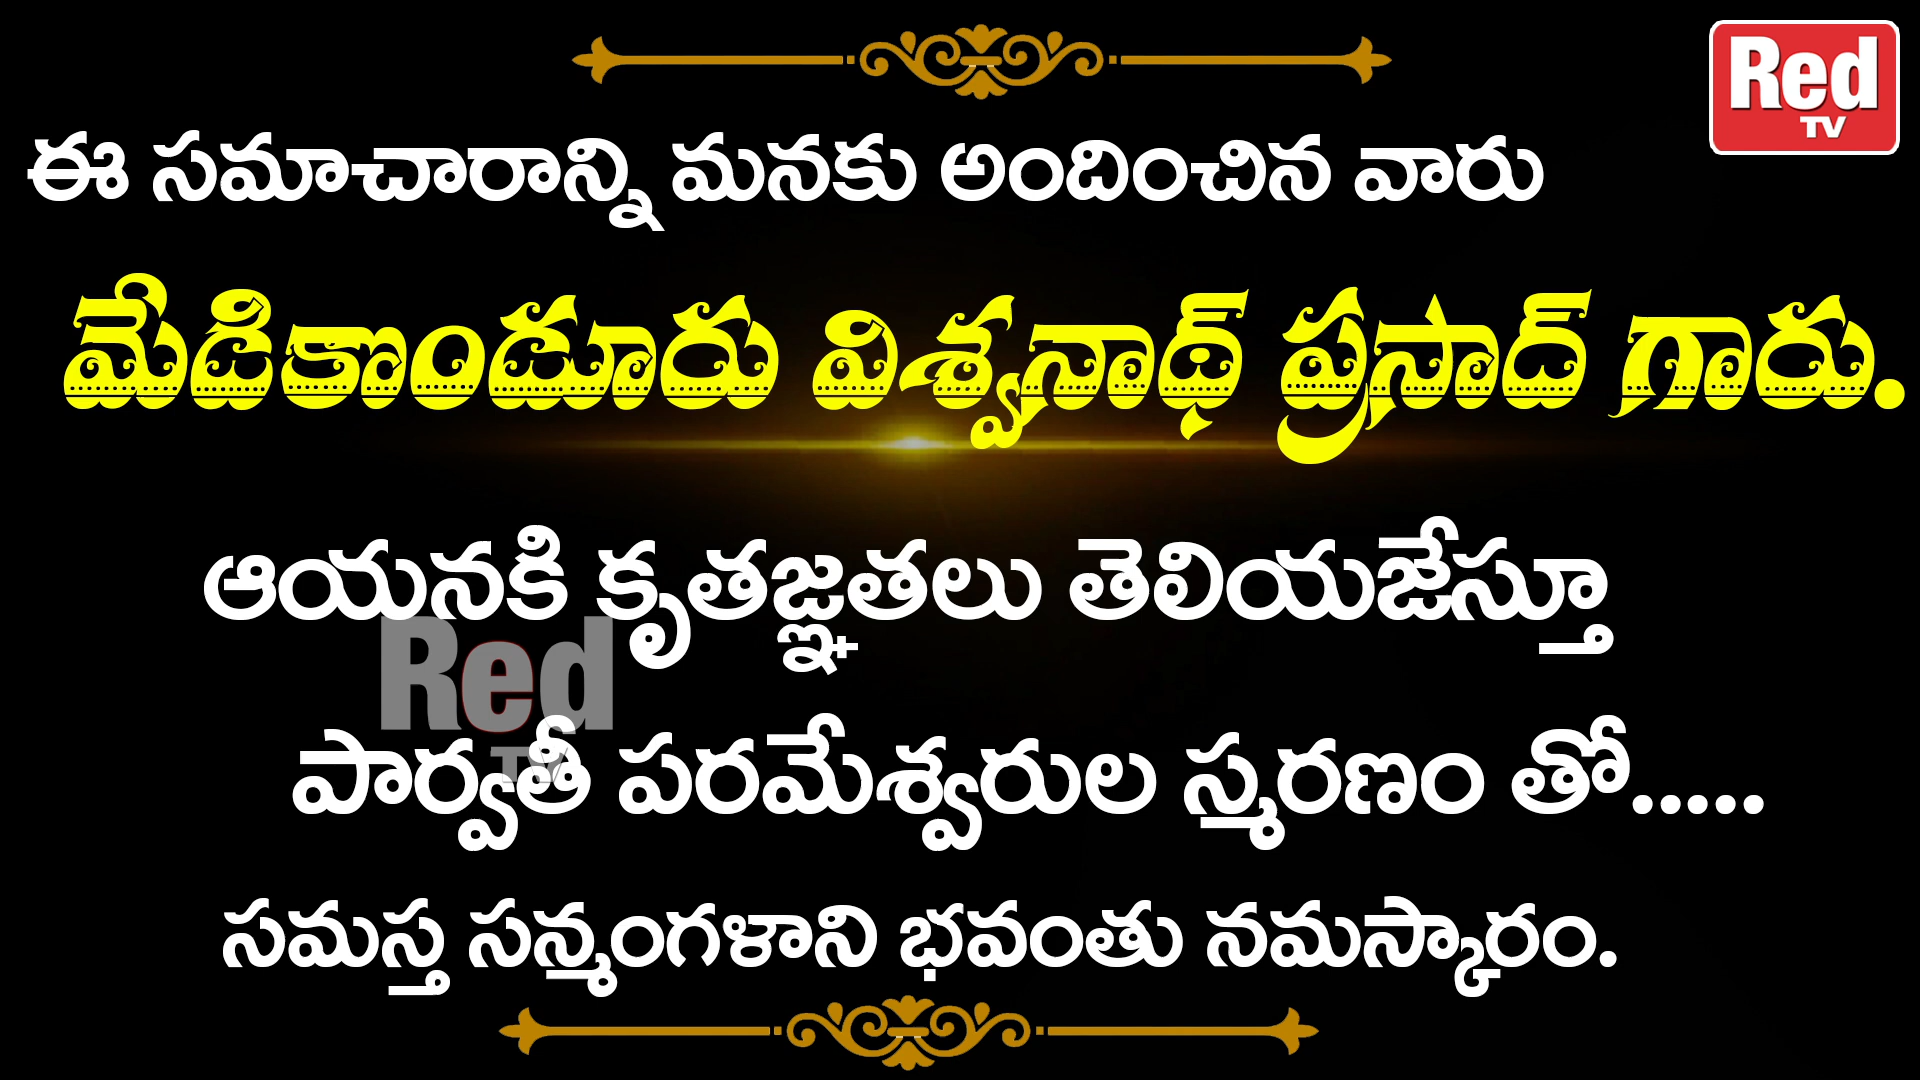 Red
TV
ఈ సమాచారాన్ని మనకు అందించిన వారు
మేడికొండూరు విశ్వనాథ్ ప్రసాద్ గారు.
ఆయనకి కృతజ్ఞతలు తెలియజేస్తూ
Red
TV
పార్వతీ పరమేశ్వరుల స్మరణం తో.....
సమస్త సన్మంగళాని భవంతు నమస్కారం.